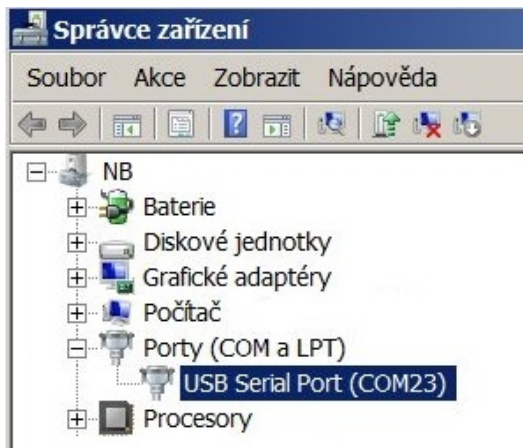 Správce zařízení
Soubor Akce Zobrazit Nápověda
NB
Baterie
Diskové jednotky
Grafické adaptéry
Počítač
Porty (COM a LPT)
USB Serial Port (COM23)
Procesory